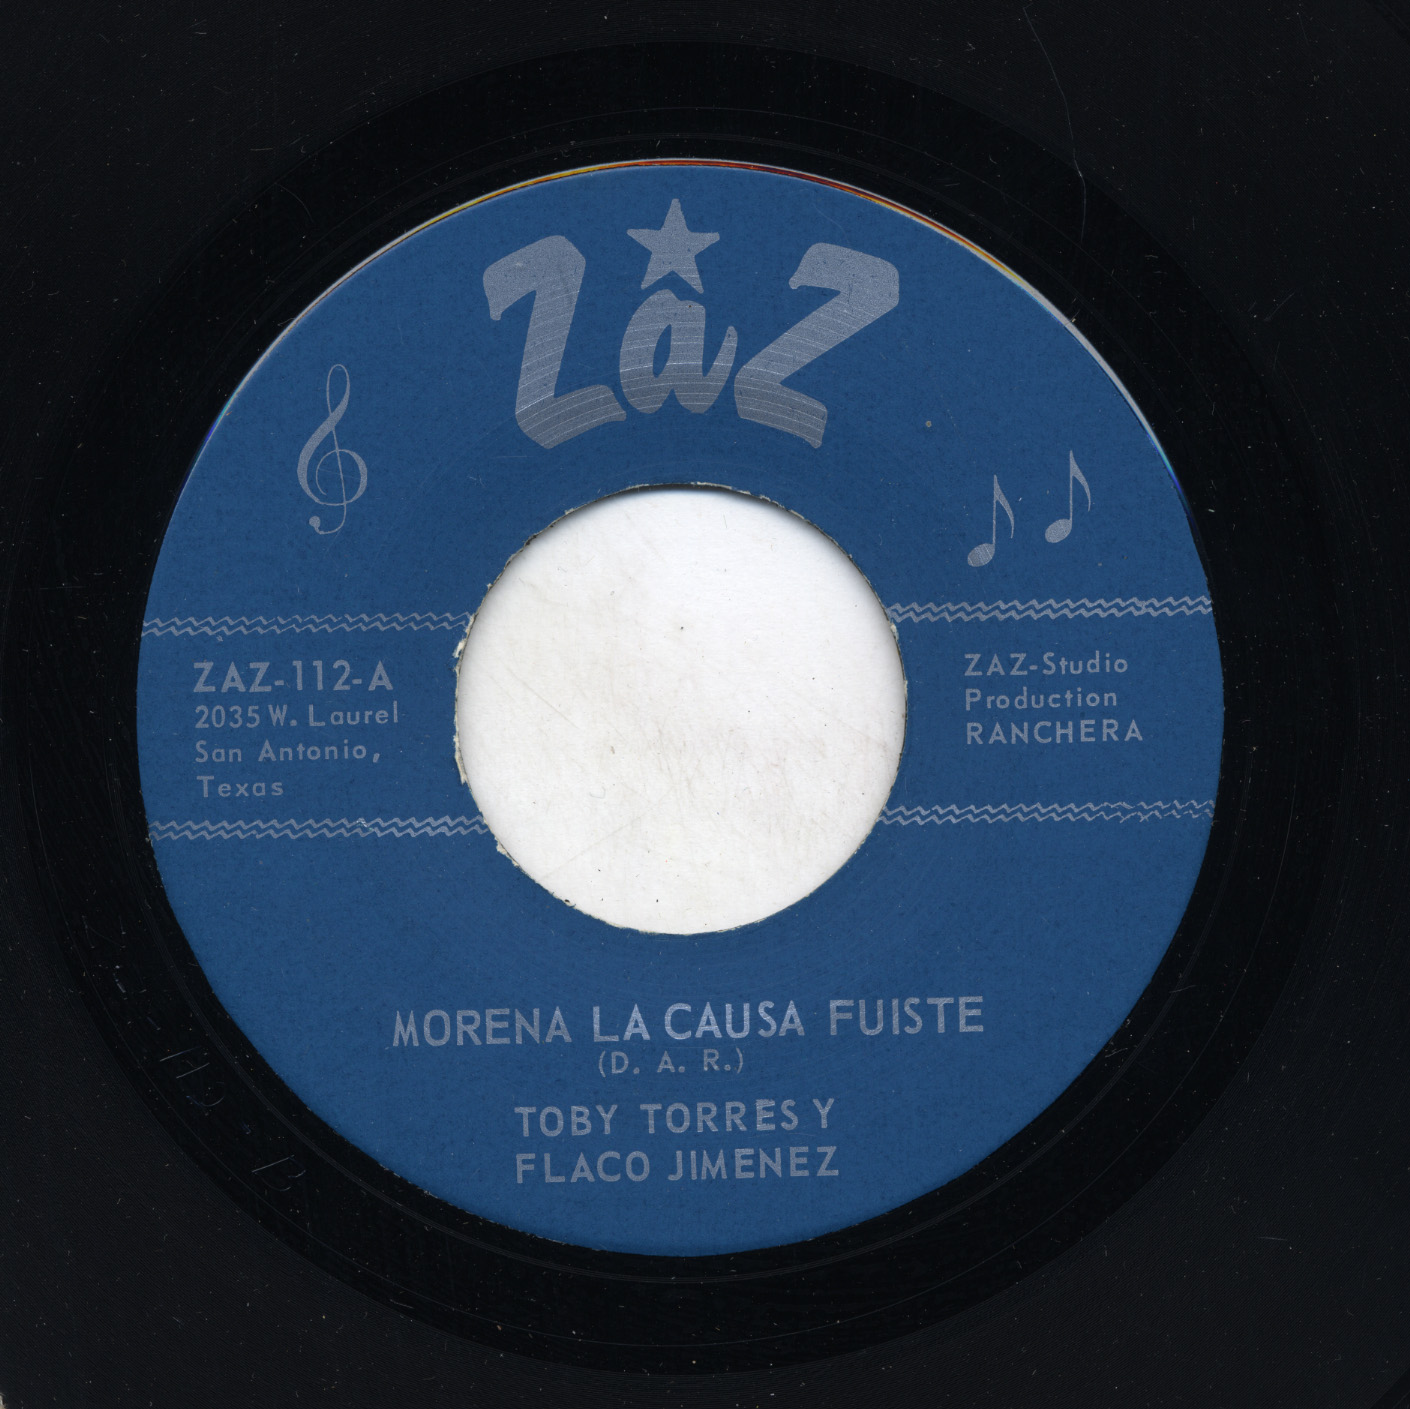 ZaZ
ZAZ-112-A
2035 W. Laurel
San Antonio,
Texas
ZAZ-Studio
Production
RANCHERA
MORENA LA CAUSA FUISTE
(D. A. R.)
TOBY TORRES Y
FLACO JIMENEZ